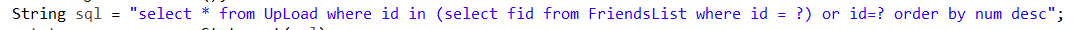 String sql = "select * from UpLoad where id in (select fid from FriendsList where id = ?) or id=? order by num desc";